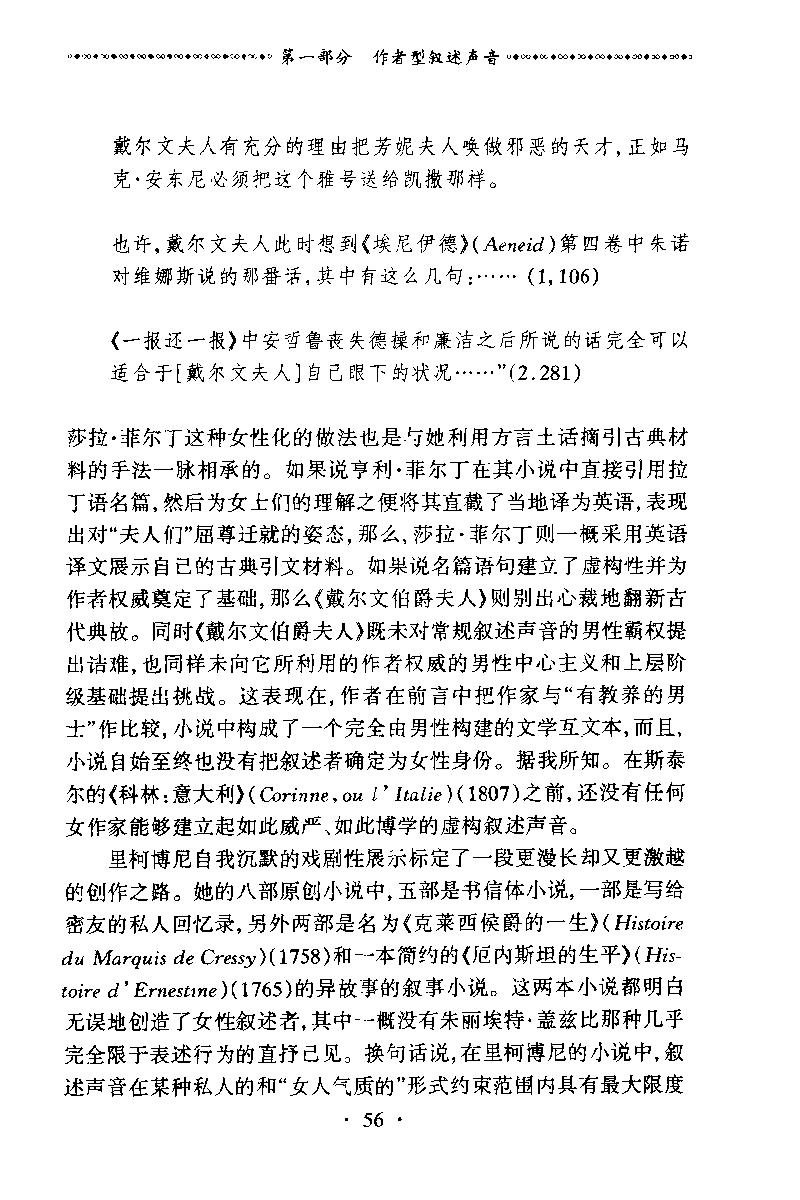 第一部分 作者型叙述声音
戴尔文夫人有充分的理由把芳妮夫人唤做邪恶的天才,正如马
克·安东尼必须把这个雅号送给凯撒那样。
也许,戴尔文夫人此时想到《埃尼伊德》(Aeneid)第四卷中朱诺
对维娜斯说的那番话,其中有这么几句:…… (1,106)
《一报还一报》中安哲鲁丧失德操和廉洁之后所说的话完全可以
适合于[戴尔文夫人]自己眼下的状况……”(2.281)
莎拉·菲尔丁这种女性化的做法也是与她利用方言土话摘引古典材
料的手法一脉相承的。如果说亨利·菲尔丁在其小说中直接引用拉
丁语名篇,然后为女士们的理解之便将其直截了当地译为英语,表现
出对“夫人们”屈尊迁就的姿态,那么、莎拉·菲尔丁则一概采用英语
译文展示自己的古典引文材料。如果说名篇语句建立了虚构性并为
作者权威奠定了基础,那么《戴尔文伯爵夫人》则别出心裁地翻新古
代典故。同时《戴尔文伯爵夫人》既未对常规叙述声音的男性霸权提
出诘难,也同样未向它所利用的作者权威的男性中心主义和上层阶
级基础提出挑战。这表现在,作者在前言中把作家与“有教养的男
士”作比较,小说中构成了一个完全由男性构建的文学互文本,而且,
小说自始至终也没有把叙述者确定为女性身份。据我所知。在斯泰
尔的《科林:意大利》(Corinne,ou l'Italie)(1807)之前,还没有任何
女作家能够建立起如此威严、如此博学的虚构叙述声音。
里柯博尼自我沉默的戏剧性展示标定了一段更漫长却又更激越
的创作之路。她的八部原创小说中,五部是书信体小说,一部是写给
密友的私人回忆录,另外两部是名为《克莱西侯爵的一生》(Histoire
du Marquis de Cressy)(1758)和一本简约的《厄内斯坦的生平》(His-
toire d'Ernestine)(1765)的异故事的叙事小说。这两本小说都明白
无误地创造了女性叙述者,其中一概没有朱丽埃特·盖兹比那种几乎
完全限于表述行为的直抒己见。换句话说,在里柯博尼的小说中,叙
述声音在某种私人的和“女人气质的”形式约束范围内具有最大限度
· 56 ·